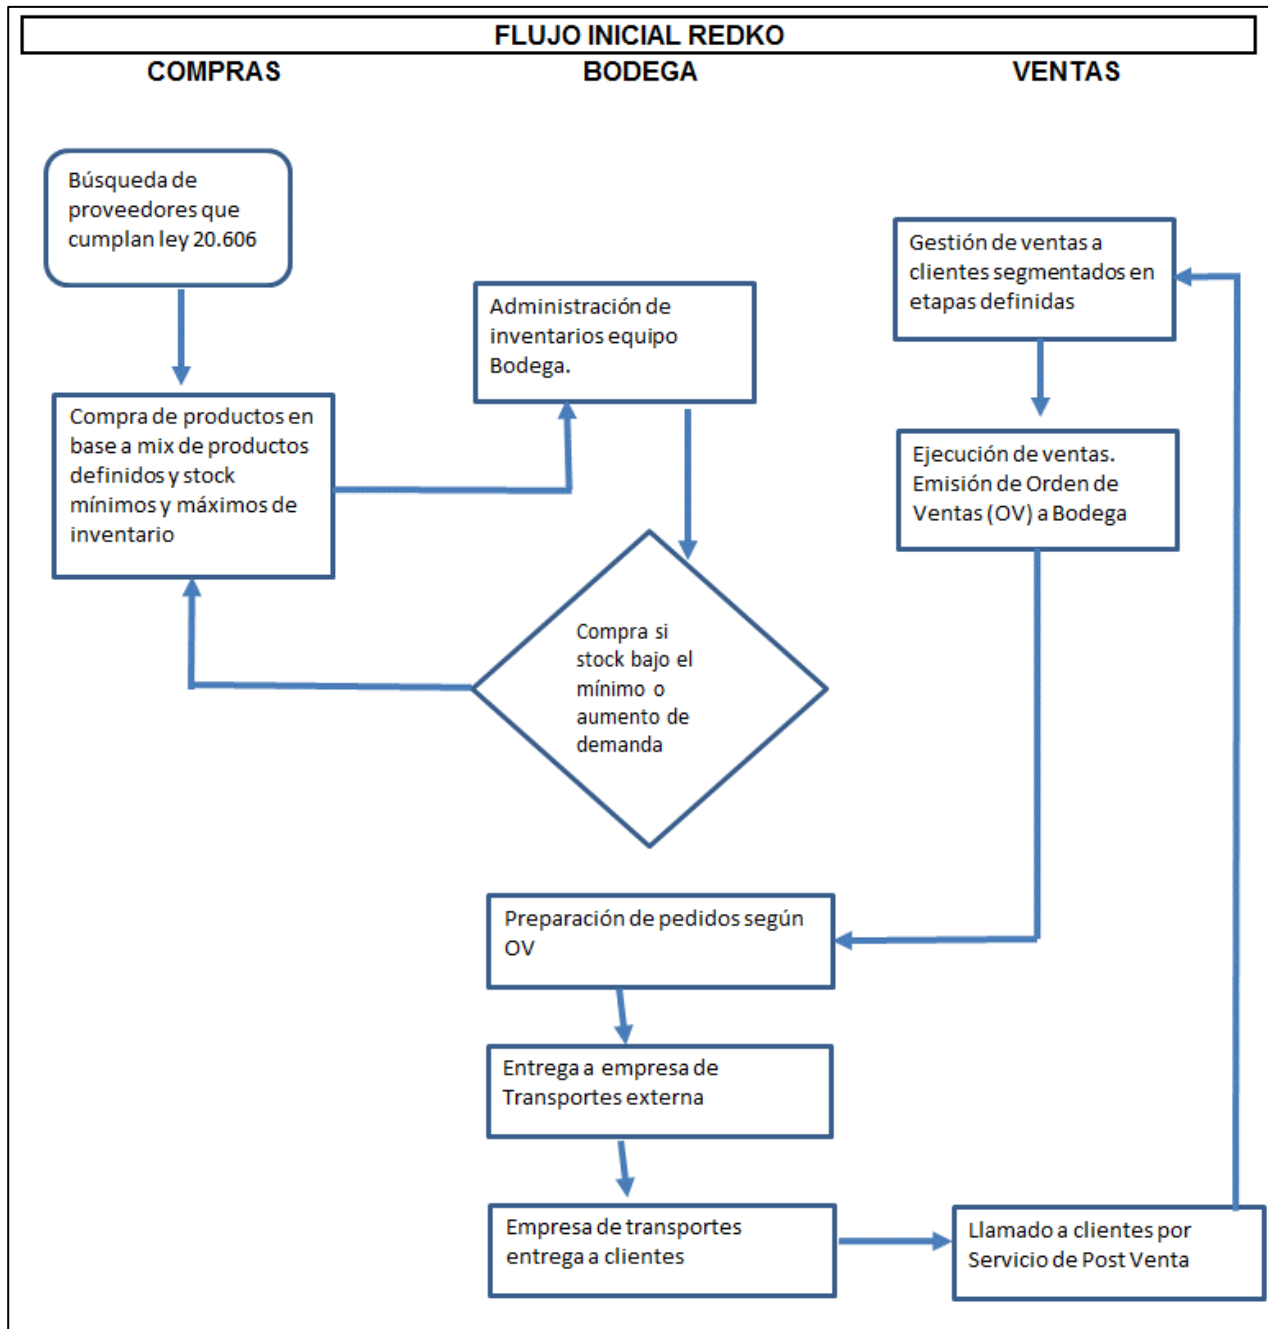 FLUJO INICIAL REDKO
COMPRAS
BODEGA
VENTAS
Búsqueda de
proveedores que
cumplan ley 20.606
Compra de productos en
base a mix de productos
definidos y stock
mínimos y máximos de
inventario
Administración de
inventarios equipo
Bodega.
Compra si
stock bajo el
mínimo o
aumento de
demanda
Gestión de ventas a
clientes segmentados en
etapas definidas
Ejecución de ventas.
Emisión de Orden de
Ventas (OV) a Bodega
Preparación de pedidos según
OV
Entrega a empresa de
Transportes externa
Empresa de transportes
entrega a clientes
Llamado a clientes por
Servicio de Post Venta